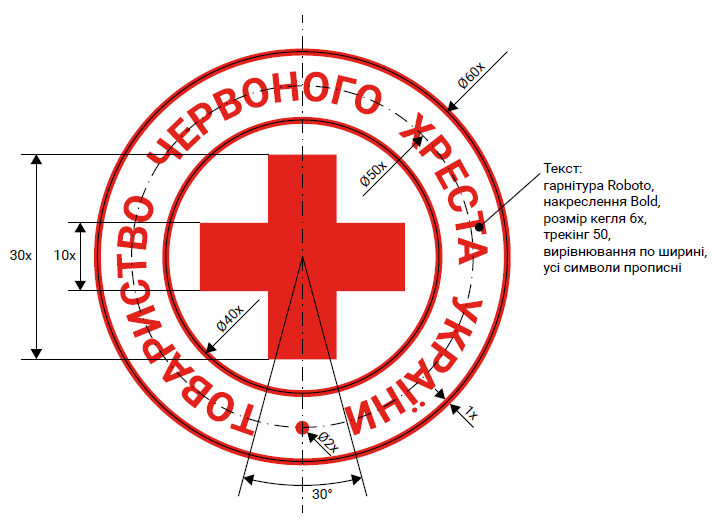 ТОВАРИСТВО ЧЕРВОНОГО ХРЕСТА УКРАЇНИ
Ø60x
Ø50x
Текст:
гарнітура Roboto,
накреслення Bold,
розмір кегля 6x,
трекінг 50,
вирівнювання по ширині,
усі символи прописні
30x
10x
Ø40x
1x
Ø2x
30°